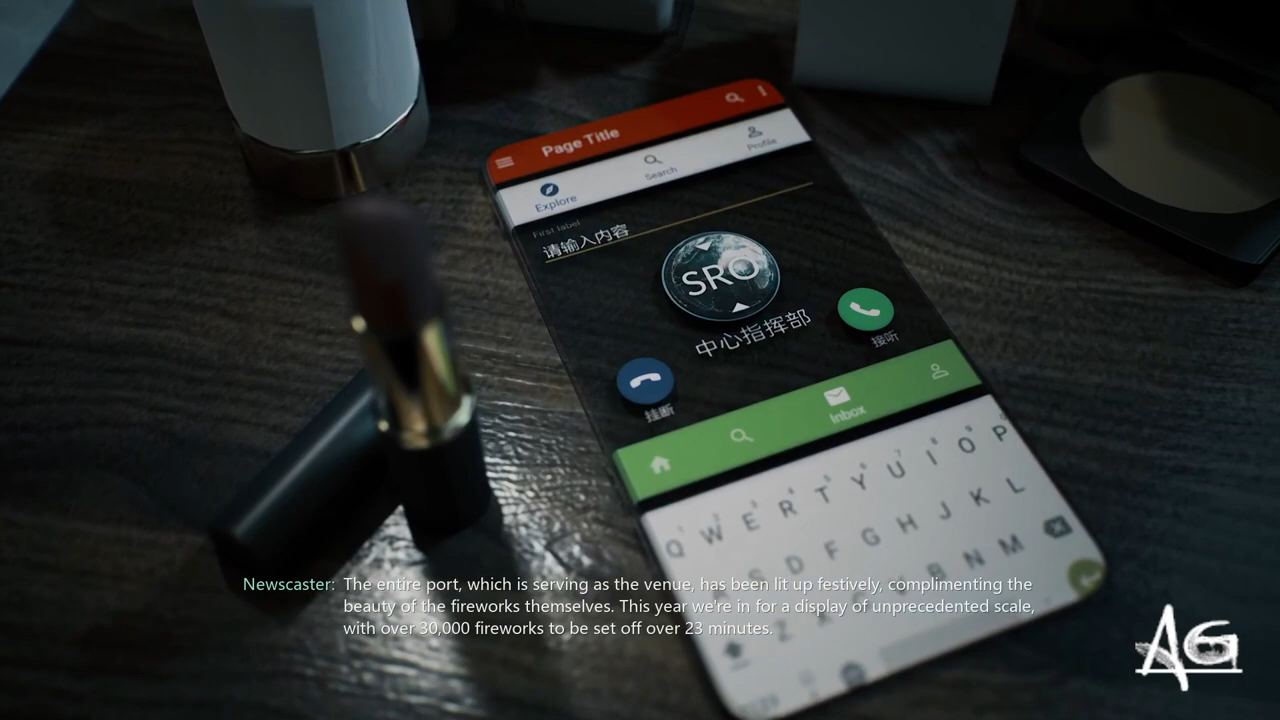 Page Title
Explore
Search
Profile
First label
请输入内容
SRO
中心指挥部
接听
挂断
Inbox
Q W E R T Y U I O P
S D F G H J K L
Z X V B N M
Newscaster: The entire port, which is serving as the venue, has been lit up festively, complimenting the
beauty of the fireworks themselves. This year we're in for a display of unprecedented scale,
with over 30,000 fireworks to be set off over 23 minutes.
AG